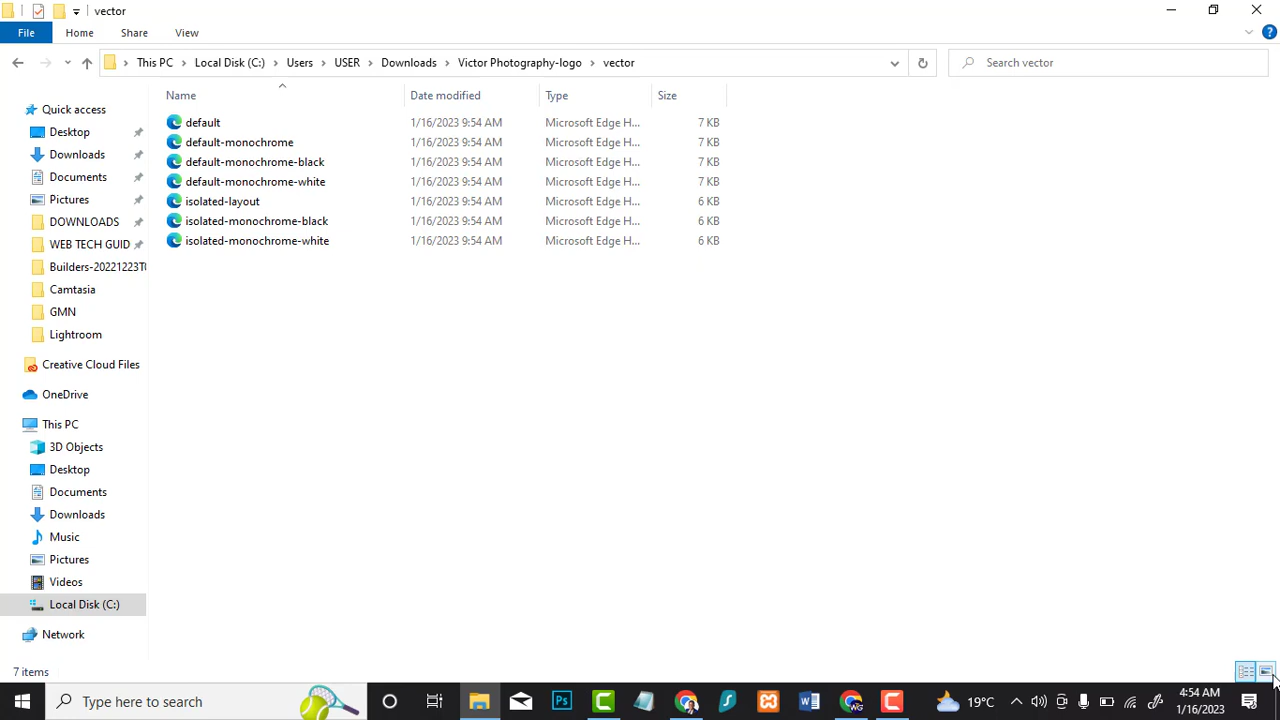 vector
File Home Share View
This PC Local Disk (C:) Users USER Downloads Victor Photography-logo vector
Search vector
Name Date modified Type Size
default 1/16/2023 9:54 AM Microsoft Edge H... 7 KB
default-monochrome 1/16/2023 9:54 AM Microsoft Edge H... 7 KB
default-monochrome-black 1/16/2023 9:54 AM Microsoft Edge H... 7 KB
default-monochrome-white 1/16/2023 9:54 AM Microsoft Edge H... 7 KB
isolated-layout 1/16/2023 9:54 AM Microsoft Edge H... 6 KB
isolated-monochrome-black 1/16/2023 9:54 AM Microsoft Edge H... 6 KB
isolated-monochrome-white 1/16/2023 9:54 AM Microsoft Edge H... 6 KB
Quick access
Desktop
Downloads
Documents
Pictures
DOWNLOADS
WEB TECH GUID
Builders-20221223T0
Camtasia
GMN
Lightroom
Creative Cloud Files
OneDrive
This PC
3D Objects
Desktop
Documents
Downloads
Music
Pictures
Videos
Local Disk (C:)
Network
7 items
Type here to search
Ps
19°C
4:54 AM
1/16/2023